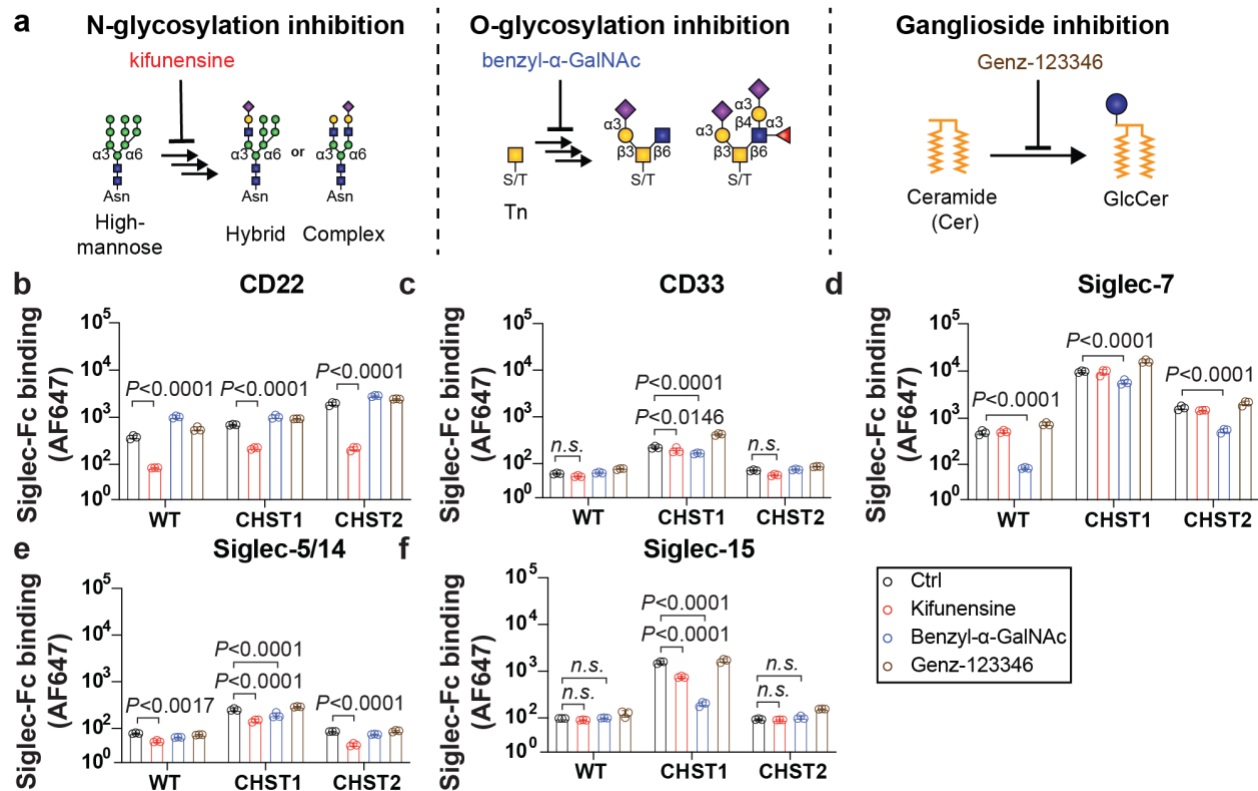 a
N-glycosylation inhibition
kifunensine
α3 α6
Asn
High-
mannose
or
Asn
Hybrid
Asn
Complex
O-glycosylation inhibition
benzyl-α-GalNAc
S/T
Tn
α3
β3 β6
S/T
α3
β4 α3
α3
β3 β6
S/T
Ganglioside inhibition
Genz-123346
Ceramide
(Cer)
GlcCer
b
CD22
Siglec-Fc binding
(AF647)
10^5
10^4
10^3
10^2
10^0
P<0.0001
P<0.0001
P<0.0001
WT CHST1 CHST2
c
CD33
Siglec-Fc binding
(AF647)
10^5
10^4
10^3
10^2
10^0
n.s.
P<0.0001
P<0.0146
n.s.
WT CHST1 CHST2
d
Siglec-7
Siglec-Fc binding
(AF647)
10^5
10^4
10^3
10^2
10^0
P<0.0001
P<0.0001
P<0.0001
WT CHST1 CHST2
e
Siglec-5/14
Siglec-Fc binding
(AF647)
10^5
10^4
10^3
10^2
10^0
P<0.0017
P<0.0001
P<0.0001
P<0.0001
WT CHST1 CHST2
f
Siglec-15
Siglec-Fc binding
(AF647)
10^5
10^4
10^3
10^2
10^0
n.s.
n.s.
P<0.0001
P<0.0001
n.s.
n.s.
WT CHST1 CHST2
Ctrl
Kifunensine
Benzyl-α-GalNAc
Genz-123346